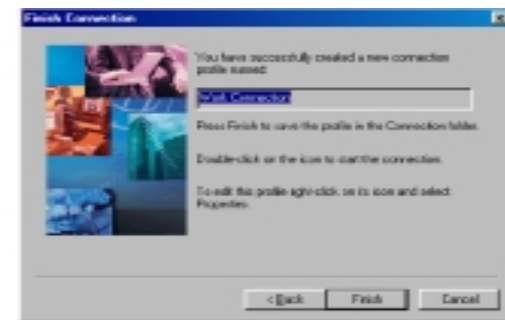 Finish Connection
You have successfully created a new connection
profile named:
Work Connection
Press Finish to save the profile in the Connection folder.
Double-click on the icon to start the connection.
To edit this profile right-click on its icon and select
Properties.
< Back
Finish
Cancel